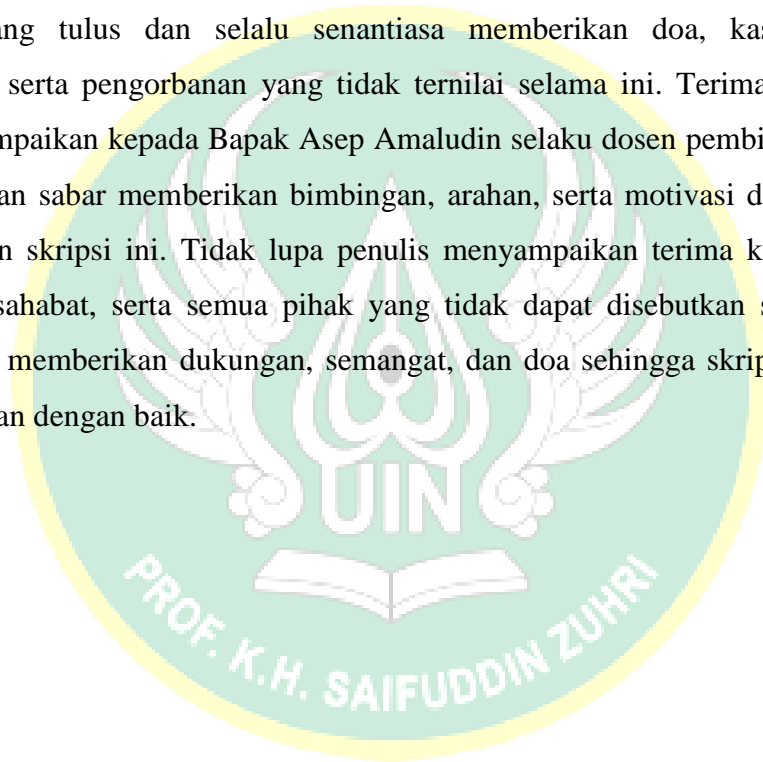 ang tulus dan selalu senantiasa memberikan doa, kas
serta pengorbanan yang tidak ternilai selama ini. Terima
mpaikan kepada Bapak Asep Amaludin selaku dosen pembi
an sabar memberikan bimbingan, arahan, serta motivasi d
n skripsi ini. Tidak lupa penulis menyampaikan terima k
sahabat, serta semua pihak yang tidak dapat disebutkan s
memberikan dukungan, semangat, dan doa sehingga skrip
an dengan baik.
UIN
PROF. K.H. SAIFUDDIN ZUHRI